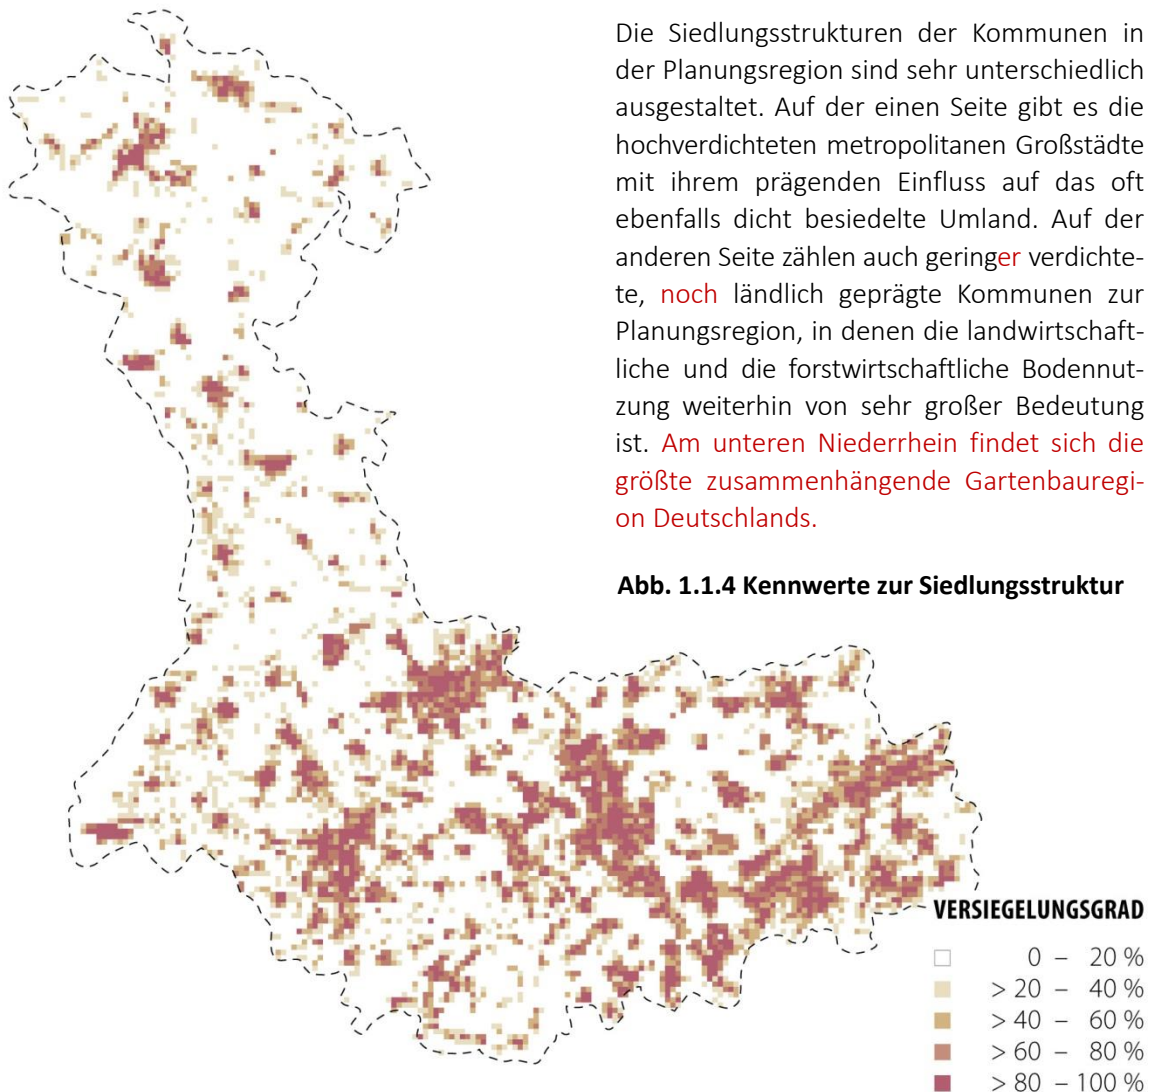 Die Siedlungsstrukturen der Kommunen in
der Planungsregion sind sehr unterschiedlich
ausgestaltet. Auf der einen Seite gibt es die
hochverdichteten metropolitanen Großstädte
mit ihrem prägenden Einfluss auf das oft
ebenfalls dicht besiedelte Umland. Auf der
anderen Seite zählen auch geringer verdichte-
te, noch ländlich geprägte Kommunen zur
Planungsregion, in denen die landwirtschaft-
liche und die forstwirtschaftliche Bodennut-
zung weiterhin von sehr großer Bedeutung
ist. Am unteren Niederrhein findet sich die
größte zusammenhängende Gartenbauregi-
on Deutschlands.
Abb. 1.1.4 Kennwerte zur Siedlungsstruktur
VERSIEGELUNGSGRAD
0 – 20 %
> 20 – 40 %
> 40 – 60 %
> 60 – 80 %
> 80 – 100 %